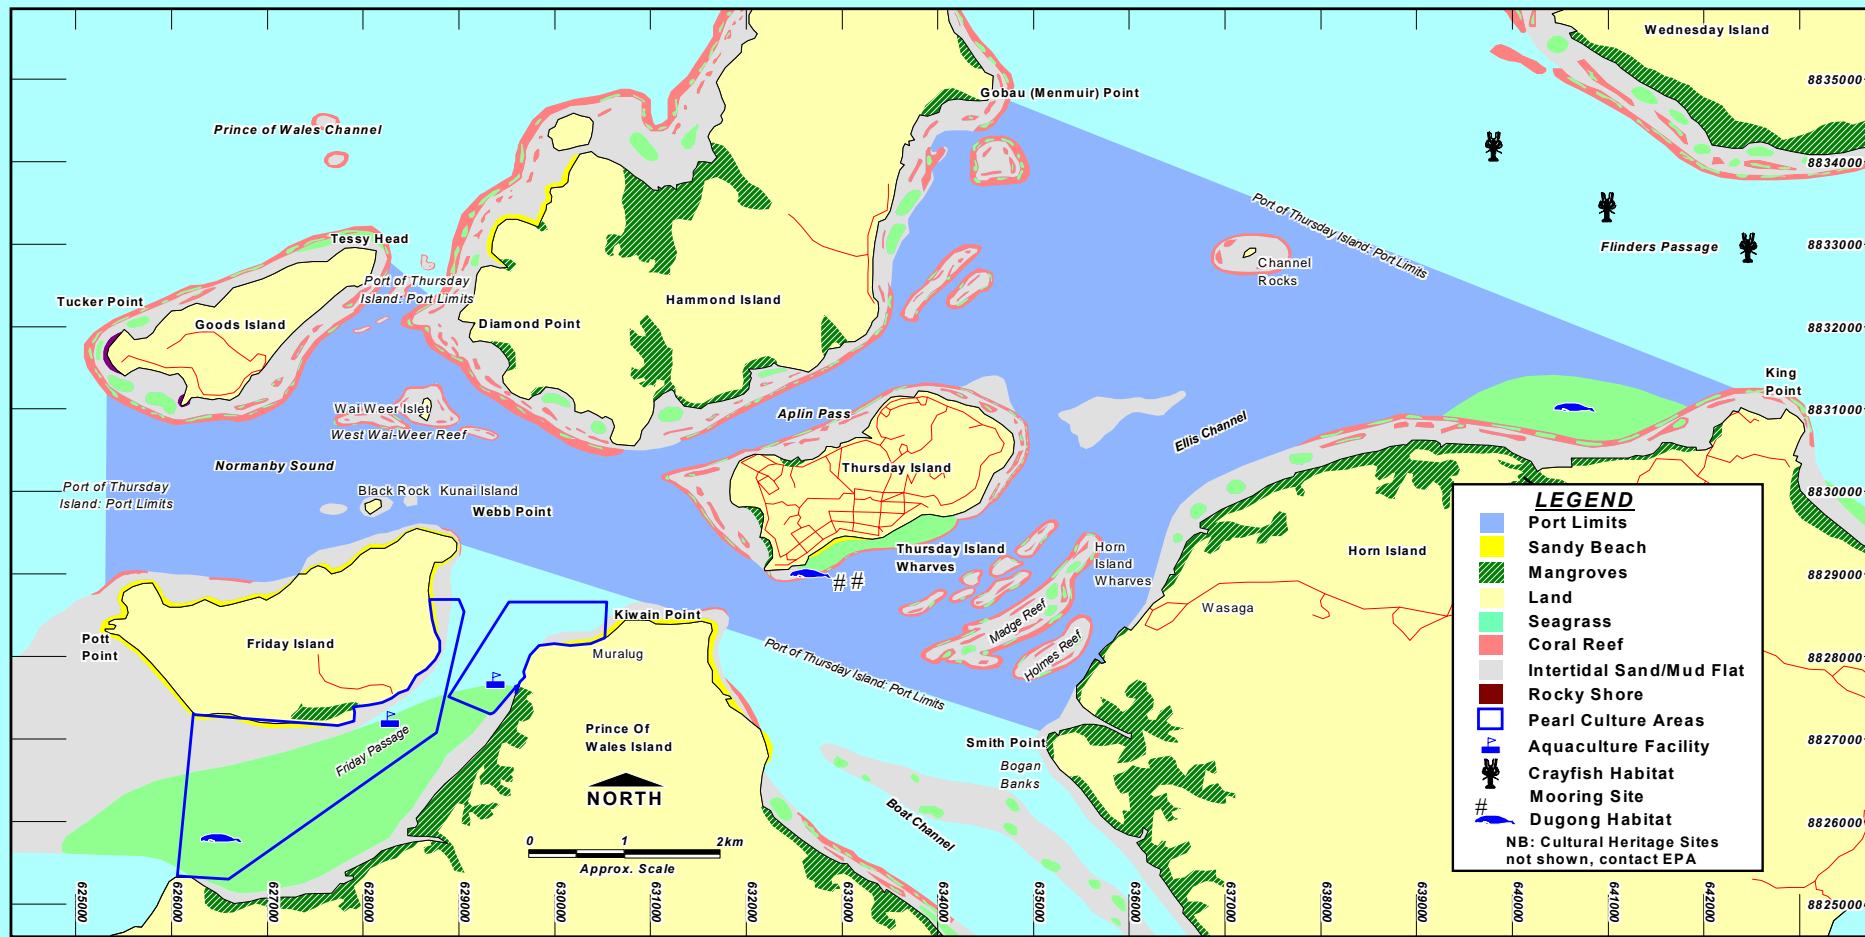 Wednesday Island
8835000
Gobau (Menmuir) Point
Prince of Wales Channel
8834000
Port of Thursday Island: Port Limits
Tessy Head
8833000
Flinders Passage
Channel
Rocks
Port of Thursday
Island: Port Limits
Tucker Point
Hammond Island
Goods Island
Diamond Point
8832000
King
Point
Wai Weer Islet
Aplin Pass
8831000
West Wai-Weer Reef
Ellis Channel
Normanby Sound
Thursday Island
Port of Thursday
Island: Port Limits
Black Rock
Kunai Island
Webb Point
8830000
LEGEND
Port Limits
Sandy Beach
Mangroves
Land
Seagrass
Coral Reef
Intertidal Sand/Mud Flat
Rocky Shore
Pearl Culture Areas
Aquaculture Facility
Crayfish Habitat
# Mooring Site
Dugong Habitat
NB: Cultural Heritage Sites
not shown, contact EPA
Thursday Island
Wharves
Horn
Island
Wharves
Horn Island
8829000
# #
Wasaga
Kiwain Point
Madge Reef
Pott
Point
Friday Island
Muralug
Holmes Reef
Port of Thursday Island: Port Limits
8828000
Friday Passage
Prince Of
Wales Island
Smith Point
8827000
Bogan
Banks
NORTH
Boat Channel
8826000
0 1 2km
Approx. Scale
8825000
625000
626000
627000
628000
629000
630000
631000
632000
633000
634000
635000
636000
637000
638000
639000
640000
641000
642000